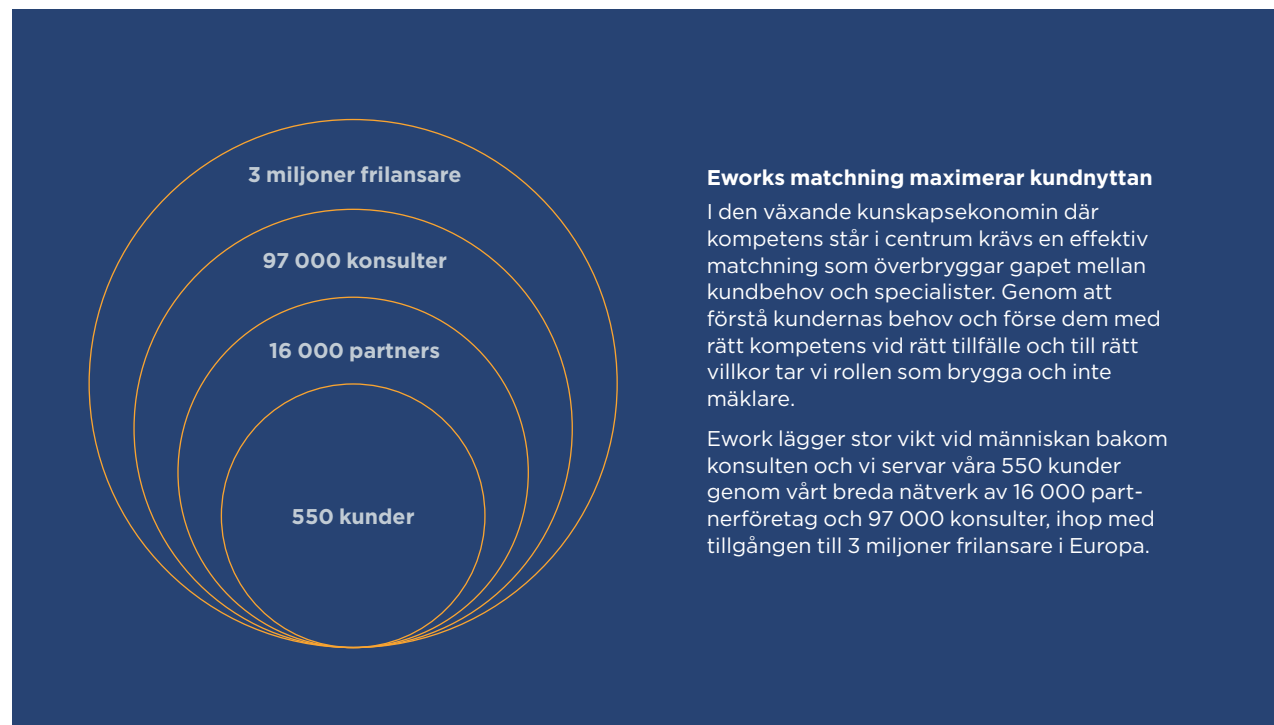 3 miljoner frilansare
97 000 konsulter
16 000 partners
550 kunder
Eworks matchning maximerar kundnyttan
I den växande kunskapsekonomin där
kompetens står i centrum krävs en effektiv
matchning som överbryggar gapet mellan
kundbehov och specialister. Genom att
förstå kundernas behov och förse dem med
rätt kompetens vid rätt tillfälle och till rätt
villkor tar vi rollen som brygga och inte
mäklare.
Ework lägger stor vikt vid människan bakom
konsulten och vi servar våra 550 kunder
genom vårt breda nätverk av 16 000 part-
nerföretag och 97 000 konsulter, ihop med
tillgången till 3 miljoner frilansare i Europa.